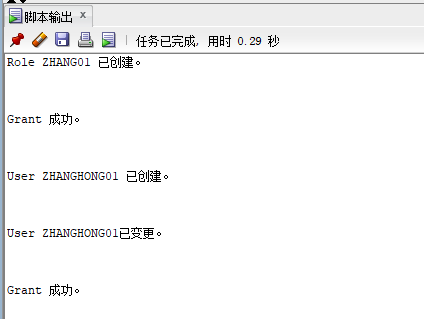 脚本输出 x
任务已完成, 用时 0.29 秒
Role ZHANG01 已创建。
Grant 成功。
User ZHANGHONG01 已创建。
User ZHANGHONG01已变更。
Grant 成功。